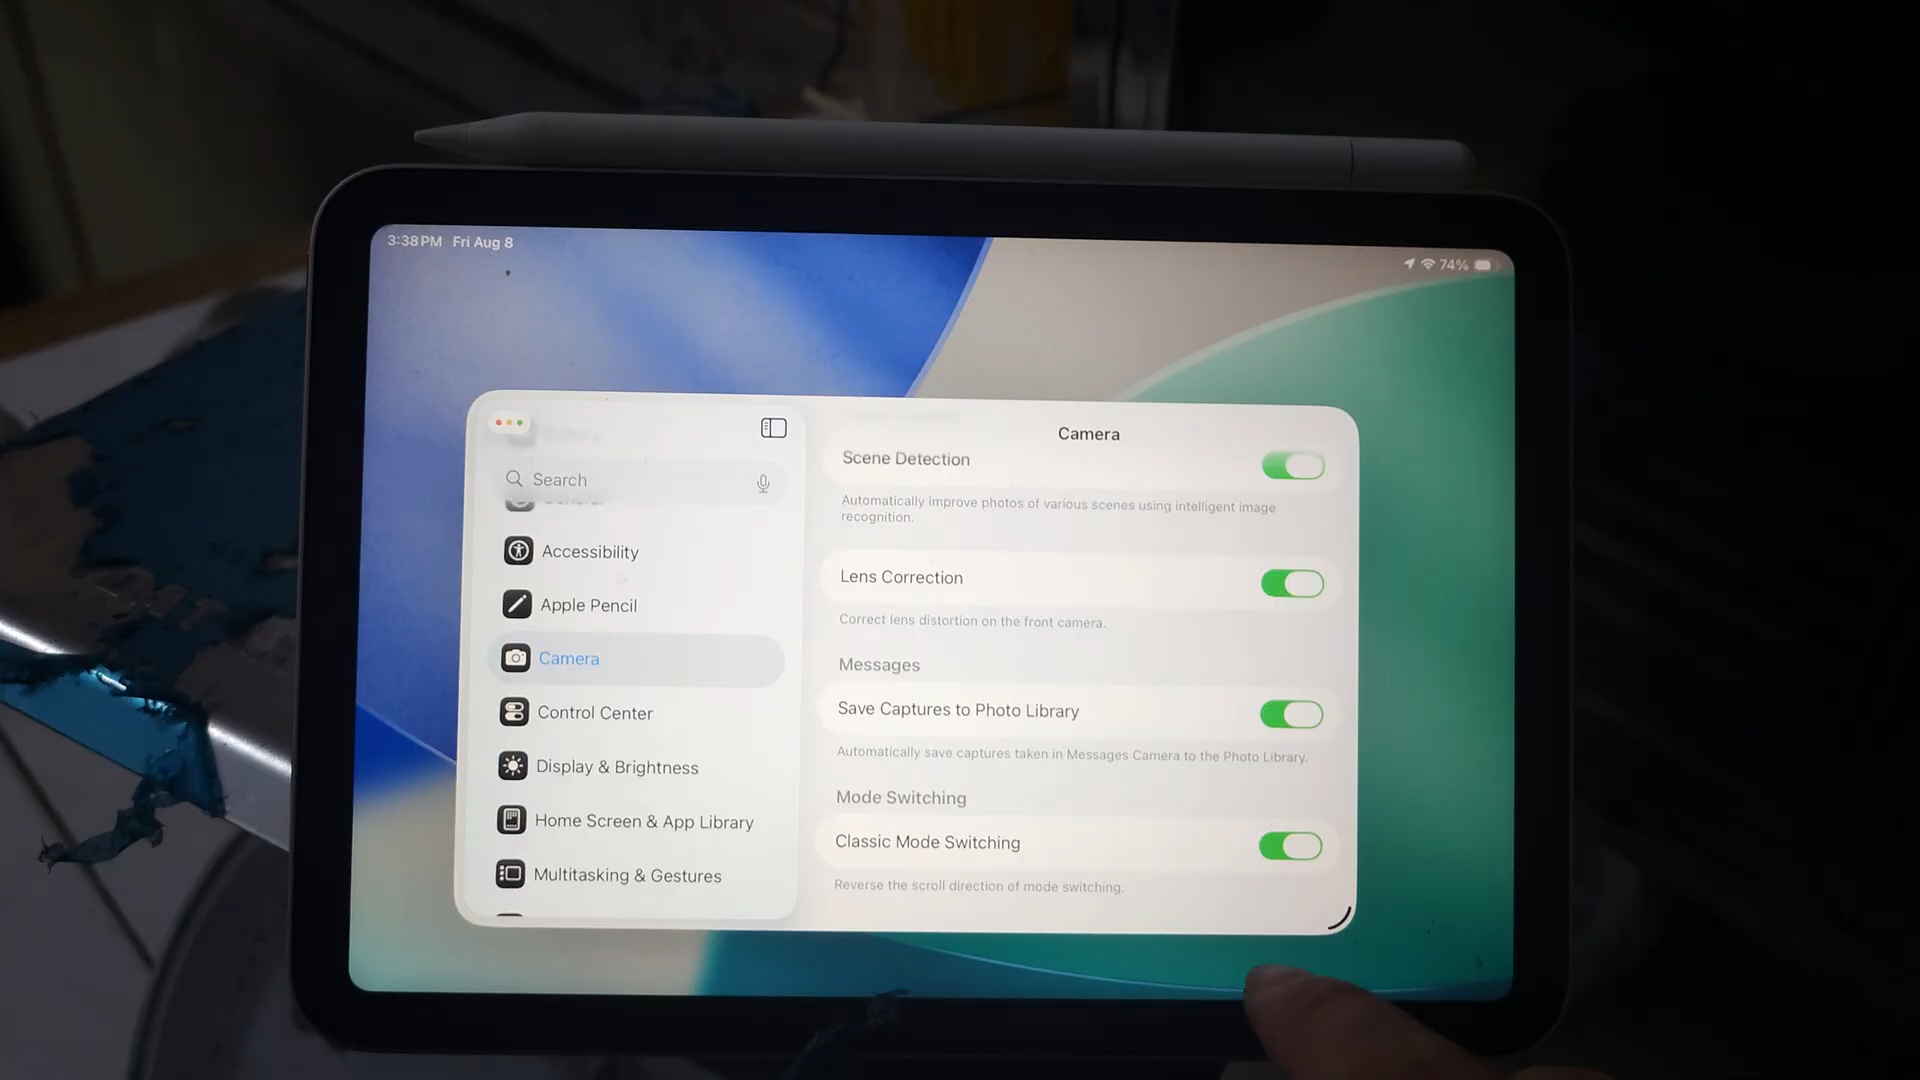 3:38 PM Fri Aug 8
74%
Camera
Search
Accessibility
Apple Pencil
Camera
Control Center
Display & Brightness
Home Screen & App Library
Multitasking & Gestures
Scene Detection
Automatically improve photos of various scenes using intelligent image
recognition.
Lens Correction
Correct lens distortion on the front camera.
Messages
Save Captures to Photo Library
Automatically save captures taken in Messages Camera to the Photo Library.
Mode Switching
Classic Mode Switching
Reverse the scroll direction of mode switching.